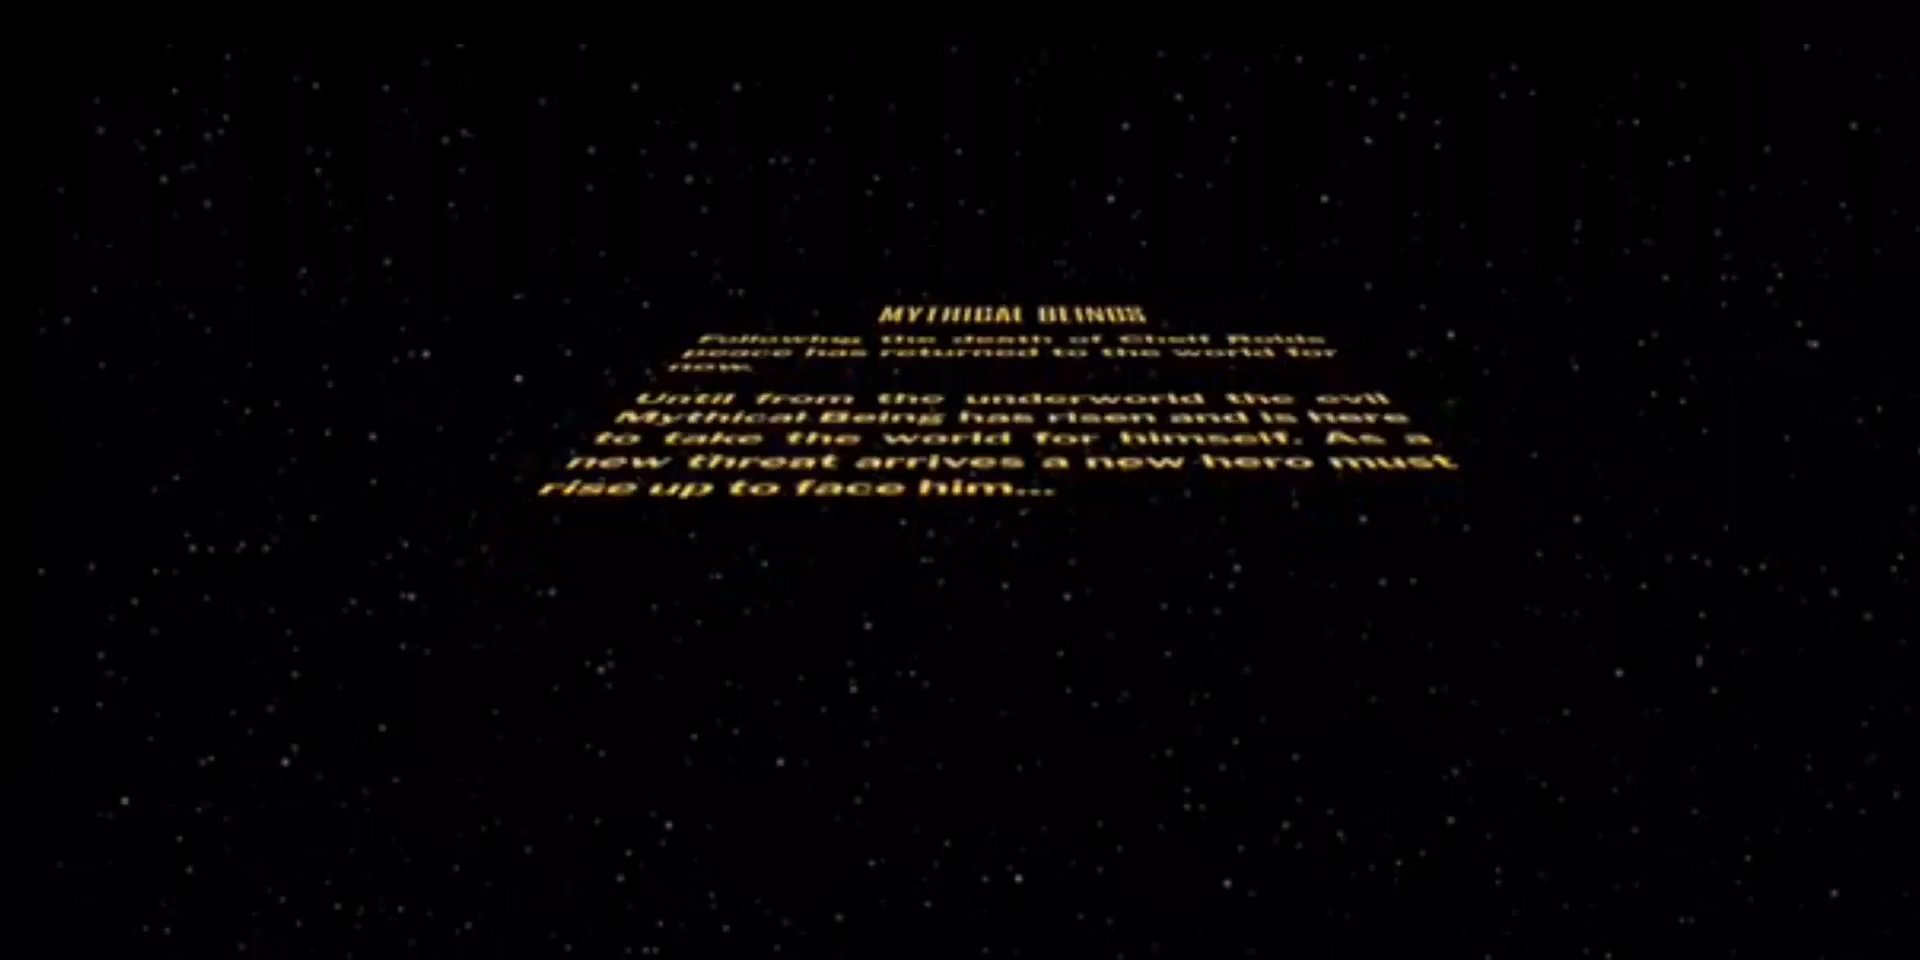 MYTHICAL BEINGS
Following the death of Cheif
peace has returned to the world for
now.
Until from the underworld the evil
Mythical Being has risen and is here
to take the world for himself. As a
new threat arrives a new hero must
rise up to face him...